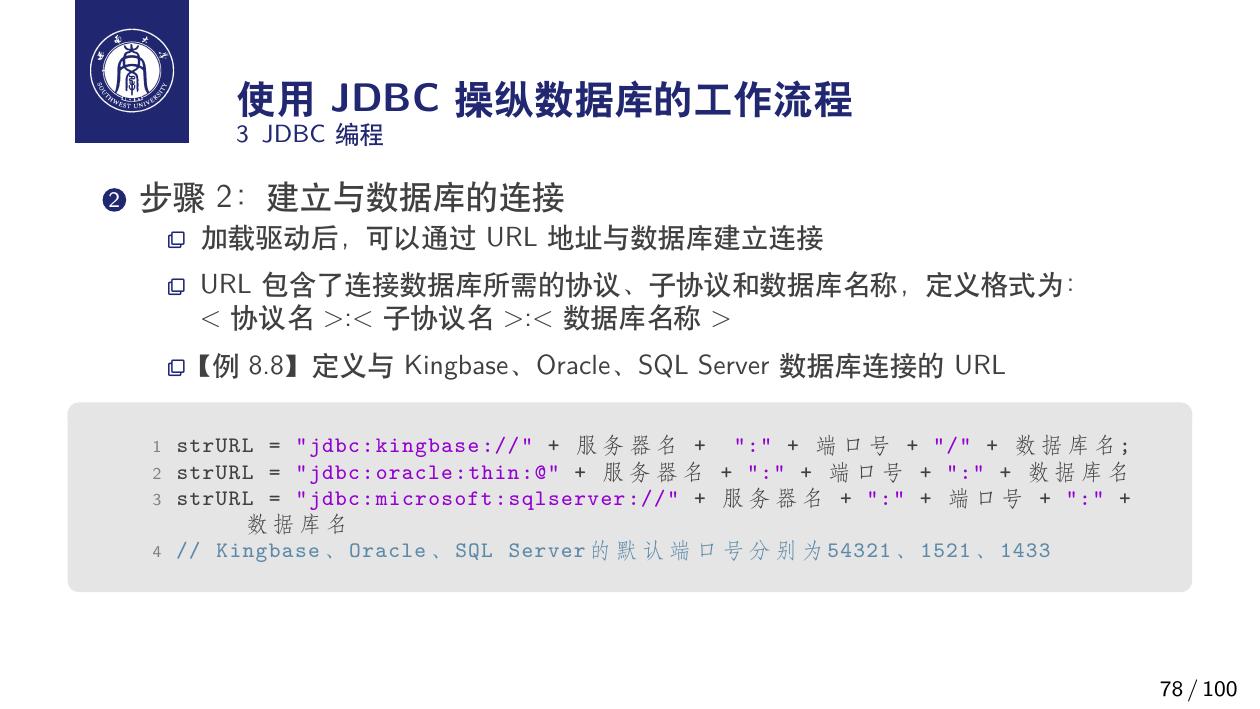 西南大学
SOUTHWEST UNIVERSITY
使用 JDBC 操纵数据库的工作流程
3 JDBC 编程
2 步骤 2：建立与数据库的连接
加载驱动后，可以通过 URL 地址与数据库建立连接
URL 包含了连接数据库所需的协议、子协议和数据库名称，定义格式为：
< 协议名 >:< 子协议名 >:< 数据库名称 >
【例 8.8】定义与 Kingbase、Oracle、SQL Server 数据库连接的 URL
1 strURL = "jdbc:kingbase://" + 服务器名 +  ":" + 端口号 + "/" + 数据库名;
2 strURL = "jdbc:oracle:thin:@" + 服务器名 + ":" + 端口号 + ":" + 数据库名
3 strURL = "jdbc:microsoft:sqlserver://" + 服务器名 + ":" + 端口号 + ":" +
数据库名
4 // Kingbase、Oracle、SQL Server的默认端口号分别为54321、1521、1433
78 / 100